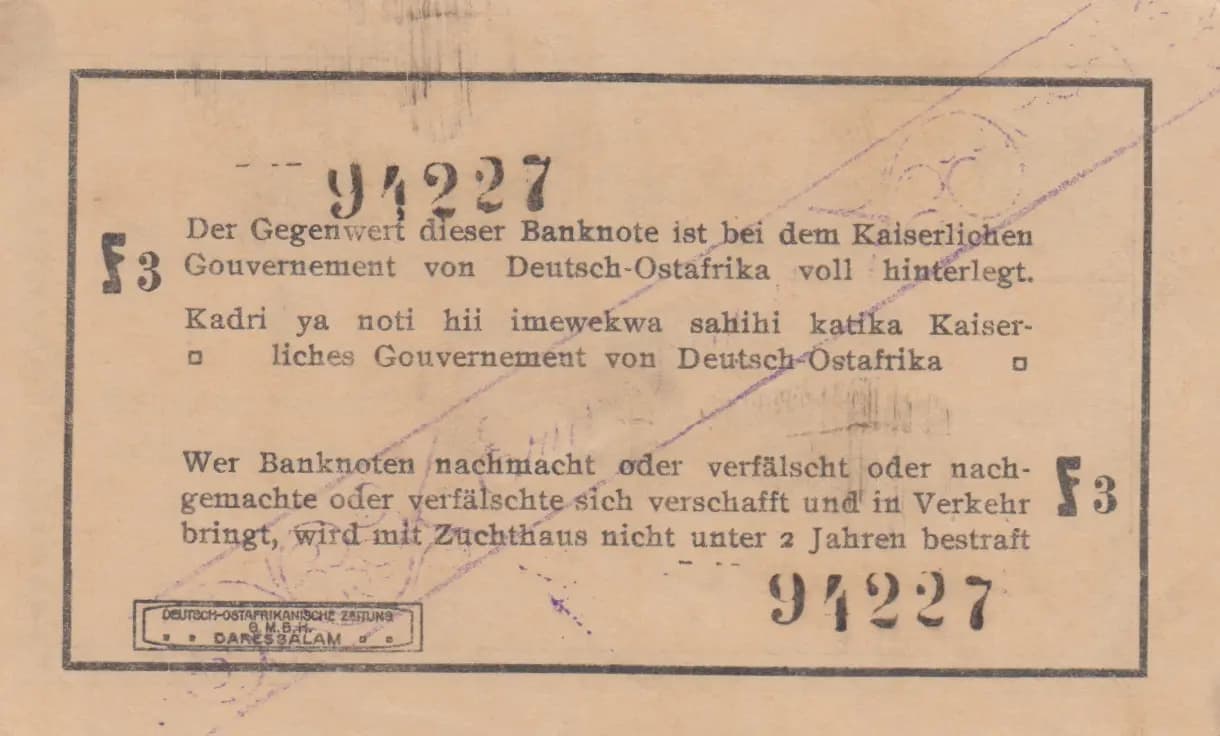 94227
Der Gegenwert dieser Banknote ist bei dem Kaiserlichen
3 Gouvernement von Deutsch-Ostafrika voll hinterlegt.
Kadri ya noti hii imewekwa sahihi katika Kaiser-
liches Gouvernement von Deutsch-Ostafrika
Wer Banknoten nachmacht oder verfälscht oder nach-
gemachte oder verfälschte sich verschafft und in Verkehr 3
bringt, wird mit Zuchthaus nicht unter 2 Jahren bestraft
94227
DEUTSCH-OSTAFRIKANISCHE ZEITUNG
G.M.B.H.
DARESSALAM